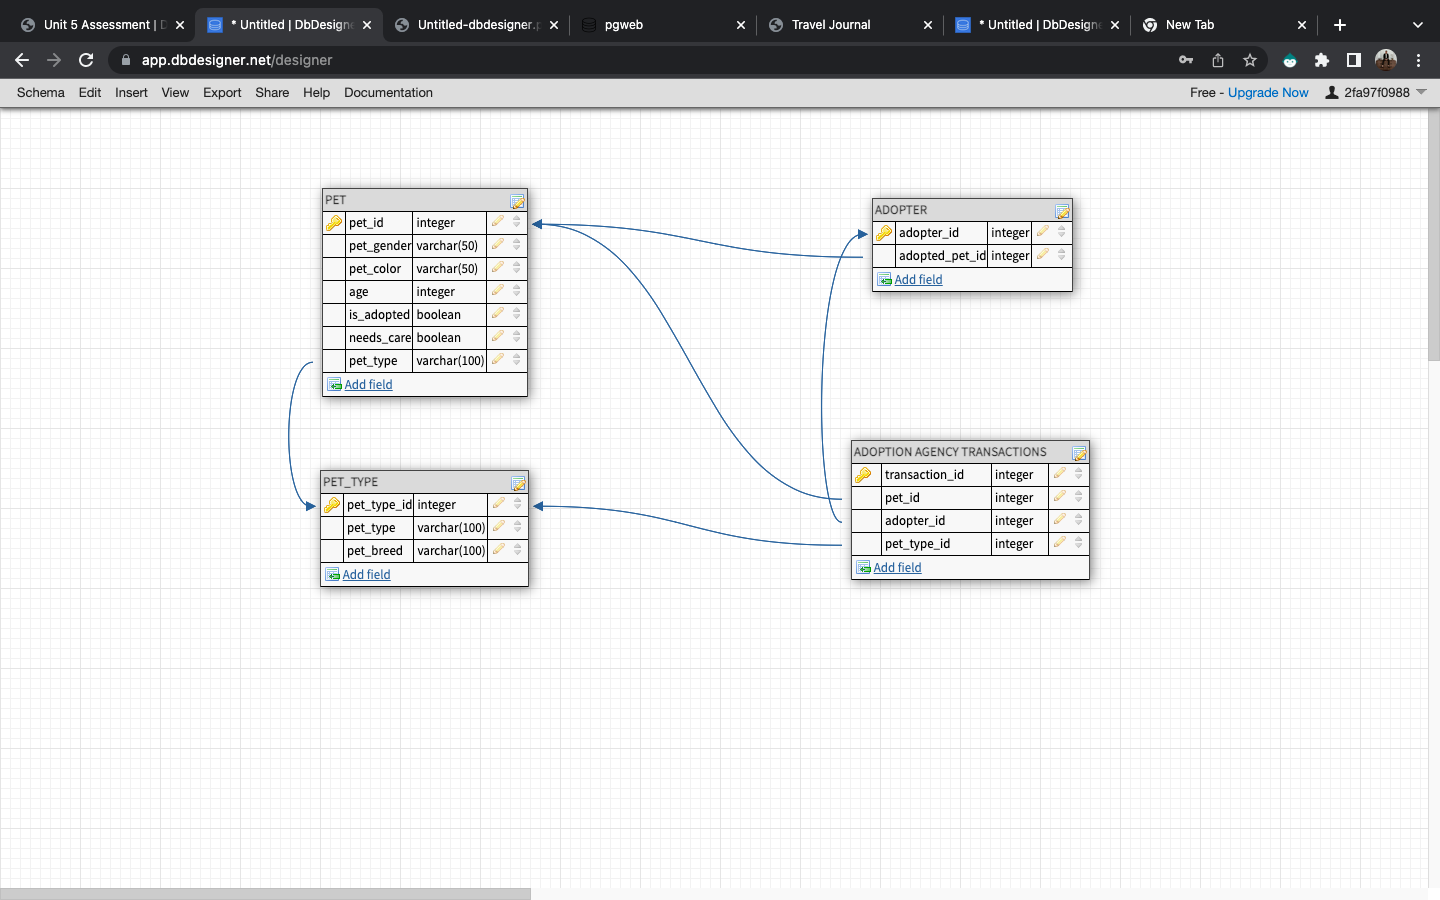 Unit 5 Assessment | D
* Untitled | DbDesigne
Untitled-dbdesigner.p
pgweb
Travel Journal
* Untitled | DbDesigne
New Tab
app.dbdesigner.net/designer
Schema Edit Insert View Export Share Help Documentation
Free - Upgrade Now 2fa97f0988
PET
pet_id integer
pet_gender varchar(50)
pet_color varchar(50)
age integer
is_adopted boolean
needs_care boolean
pet_type varchar(100)
Add field
ADOPTER
adopter_id integer
adopted_pet_id integer
Add field
PET_TYPE
pet_type_id integer
pet_type varchar(100)
pet_breed varchar(100)
Add field
ADOPTION AGENCY TRANSACTIONS
transaction_id integer
pet_id integer
adopter_id integer
pet_type_id integer
Add field